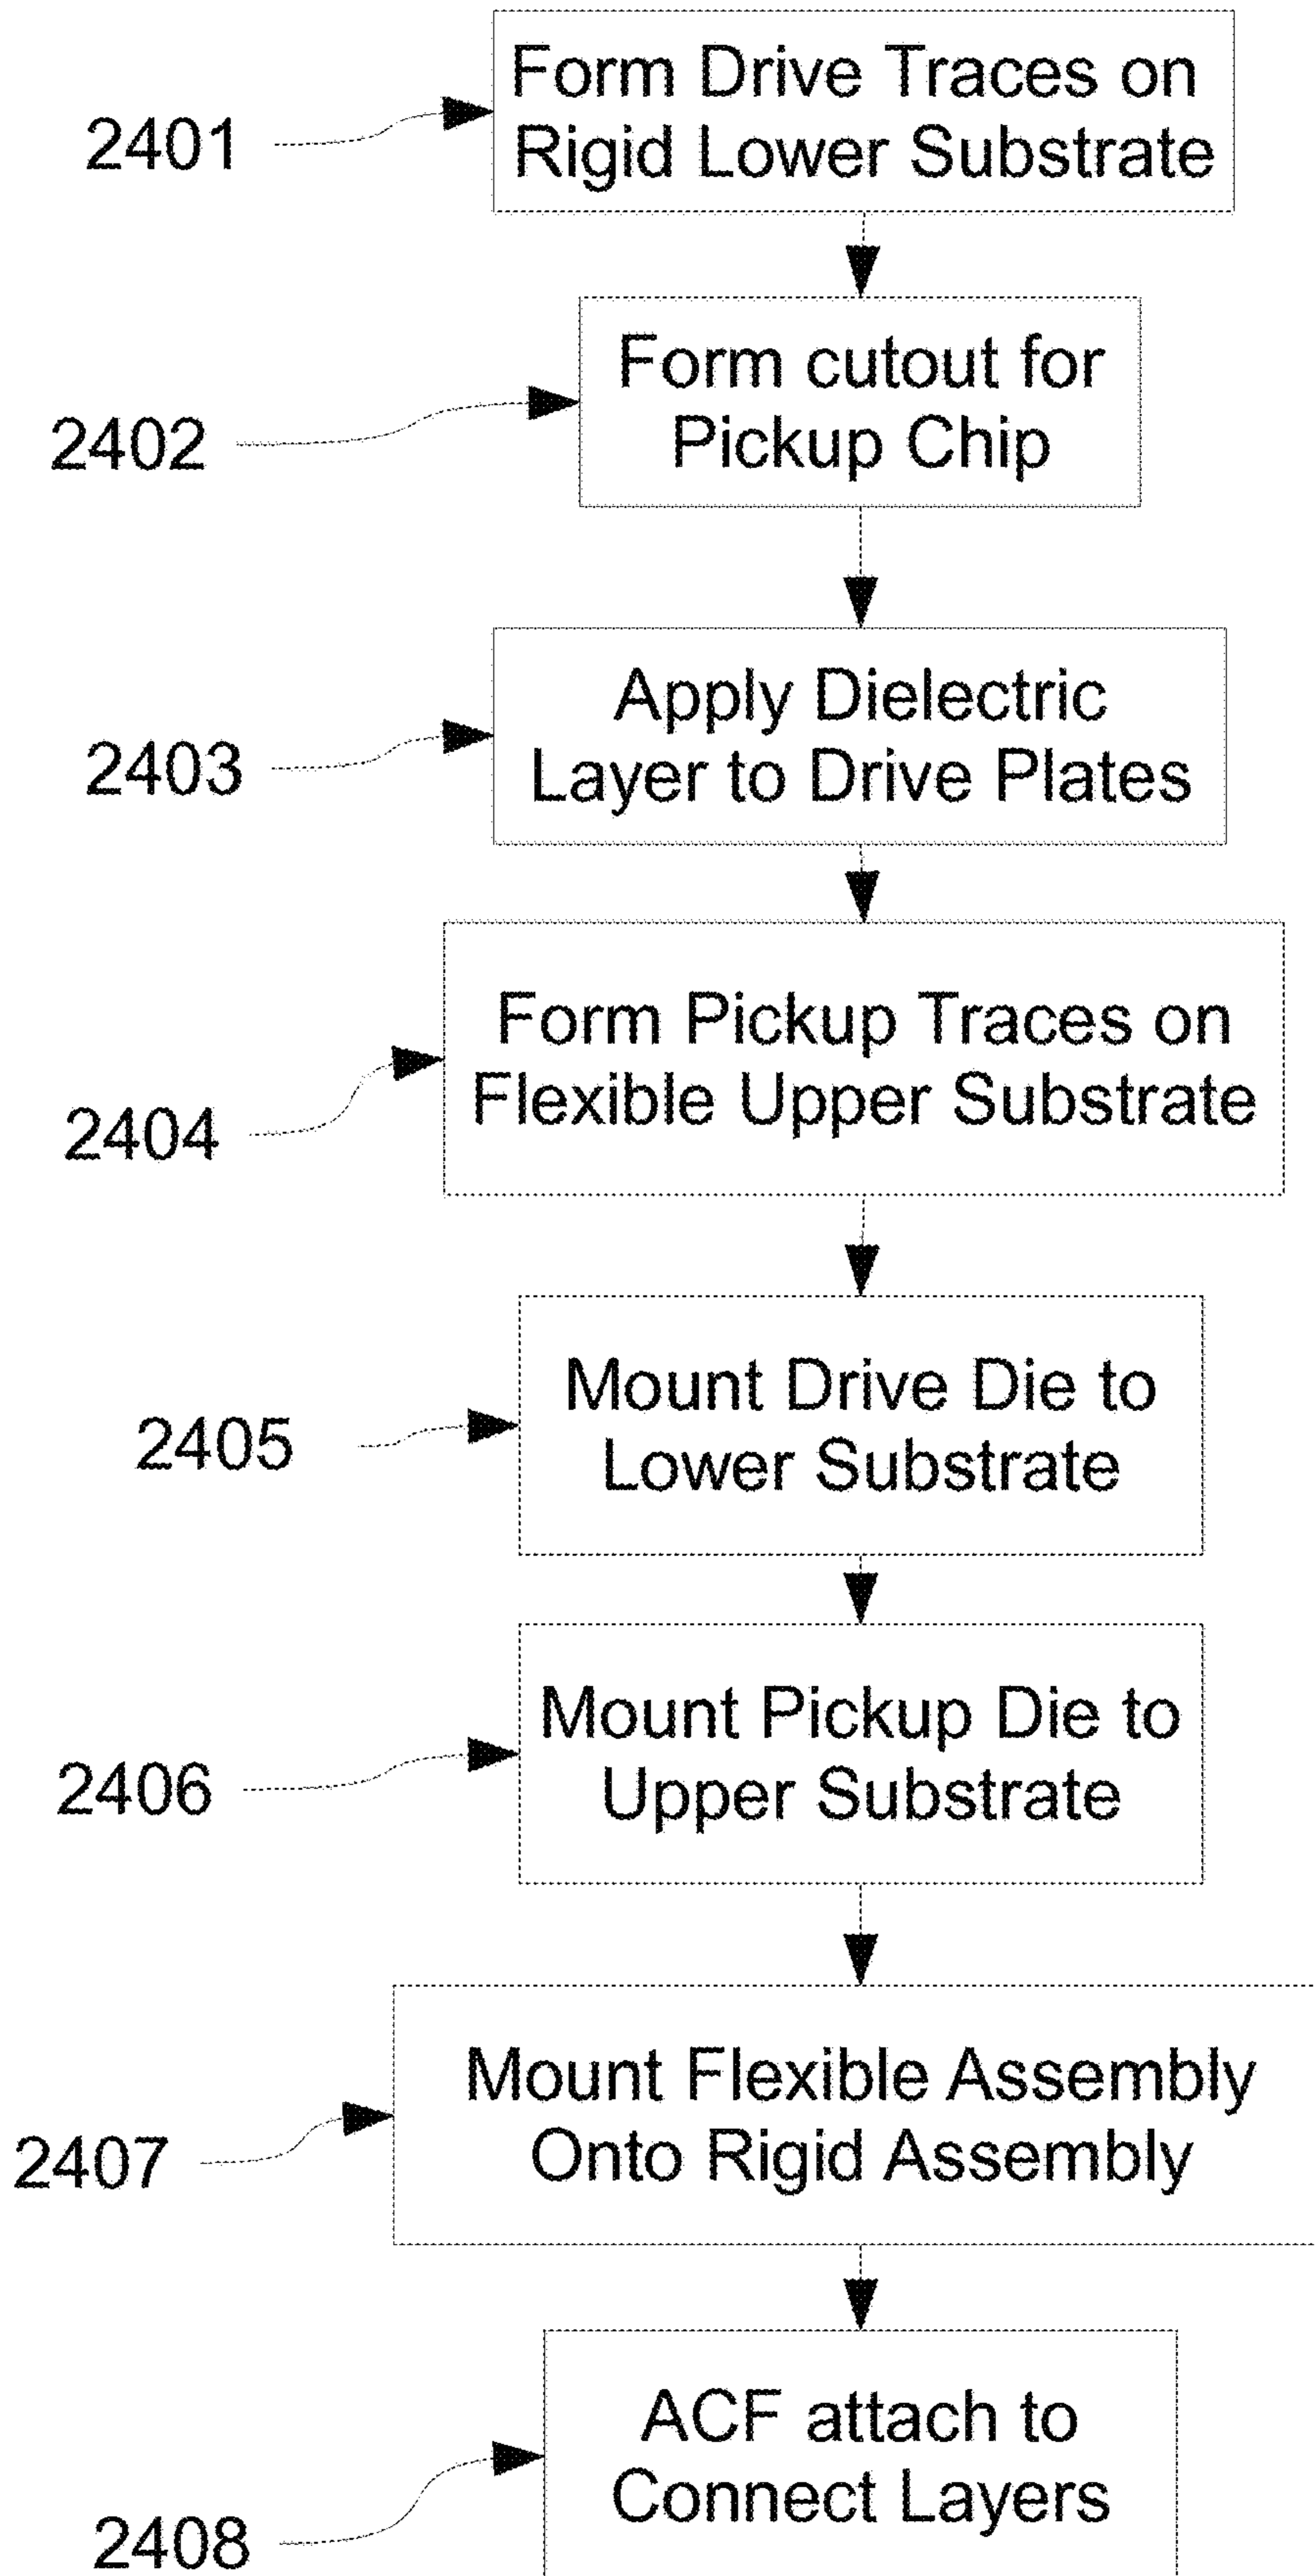 Form Drive Traces on
Rigid Lower Substrate
2401
Form cutout for
Pickup Chip
2402
Apply Dielectric
Layer to Drive Plates
2403
Form Pickup Traces on
Flexible Upper Substrate
2404
Mount Drive Die to
Lower Substrate
2405
Mount Pickup Die to
Upper Substrate
2406
Mount Flexible Assembly
Onto Rigid Assembly
2407
ACF attach to
Connect Layers
2408